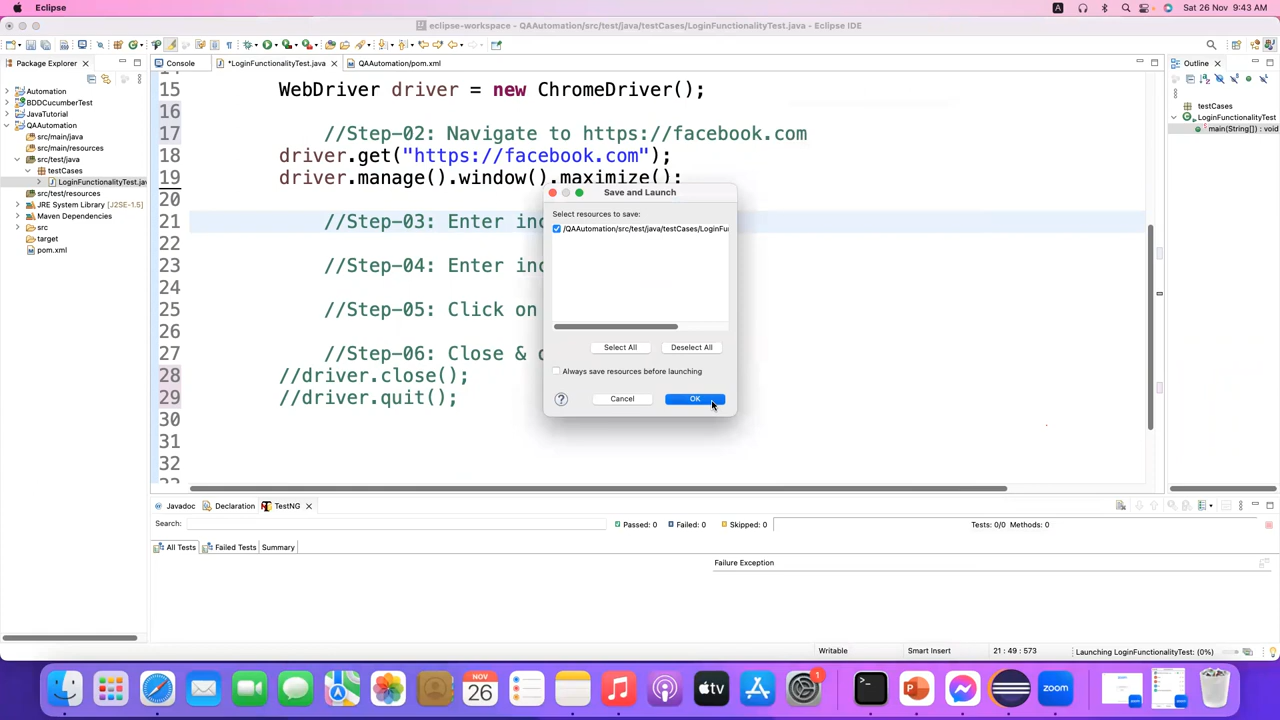 Eclipse
A
Sat 26 Nov 9:43 AM
eclipse-workspace - QAAutomation/src/test/java/testCases/LoginFunctionalityTest.java - Eclipse IDE
Package Explorer
Console
*LoginFunctionalityTest.java
QAAutomation/pom.xml
Outline
Automation
BDDCucumberTest
JavaTutorial
QAAutomation
src/main/java
src/main/resources
src/test/java
testCases
LoginFunctionalityTest.jav
src/test/resources
JRE System Library [J2SE-1.5]
Maven Dependencies
src
target
pom.xml
15 WebDriver driver = new ChromeDriver();
16
17 //Step-02: Navigate to https://facebook.com
18 driver.get("https://facebook.com");
19 driver.manage().window().maximize();
20
21 //Step-03: Enter inc
22
23 //Step-04: Enter inc
24
25 //Step-05: Click on
26
27 //Step-06: Close &
28 //driver.close();
29 //driver.quit();
30
31
32
Save and Launch
Select resources to save:
/QAAutomation/src/test/java/testCases/LoginFu
Select All
Deselect All
Always save resources before launching
?
Cancel
OK
testCases
LoginFunctionalityTest
main(String[]) : void
Javadoc
Declaration
TestNG
Search:
Passed: 0
Failed: 0
Skipped: 0
Tests: 0/0 Methods: 0
All Tests
Failed Tests
Summary
Failure Exception
Writable
Smart Insert
21 : 49 : 573
Launching LoginFunctionalityTest: (0%)
NOV
26
tv
1
zoom